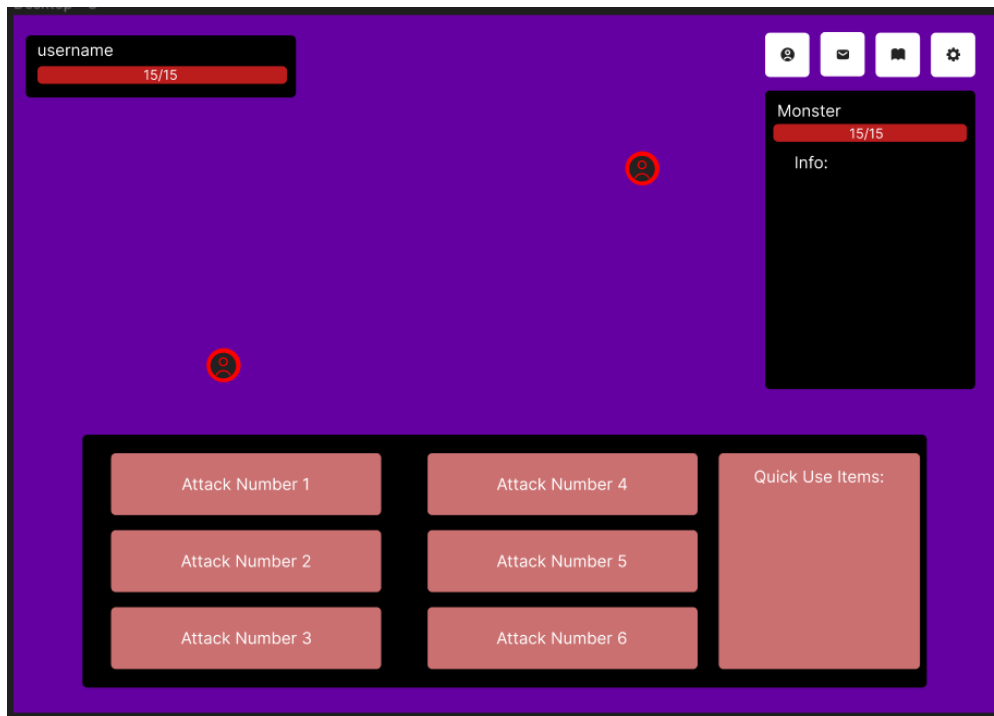 username
15/15
Monster
15/15
Info:
Attack Number 1
Attack Number 4
Quick Use Items:
Attack Number 2
Attack Number 5
Attack Number 3
Attack Number 6